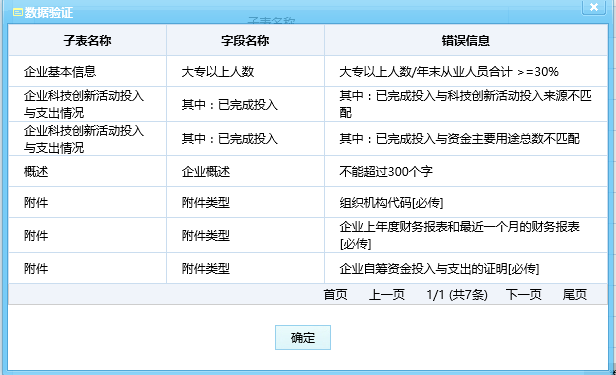 数据验证
子表名称
子表名称 字段名称 错误信息
企业基本信息 大专以上人数 大专以上人数/年末从业人员合计 >=30%
企业科技创新活动投入与支出情况 其中：已完成投入 其中：已完成投入与科技创新活动投入来源不匹配
企业科技创新活动投入与支出情况 其中：已完成投入 其中：已完成投入与资金主要用途总数不匹配
概述 企业概述 不能超过300个字
附件 附件类型 组织机构代码[必传]
附件 附件类型 企业上年度财务报表和最近一个月的财务报表[必传]
附件 附件类型 企业自筹资金投入与支出的证明[必传]
首页 上一页 1/1 (共7条) 下一页 尾页
确定